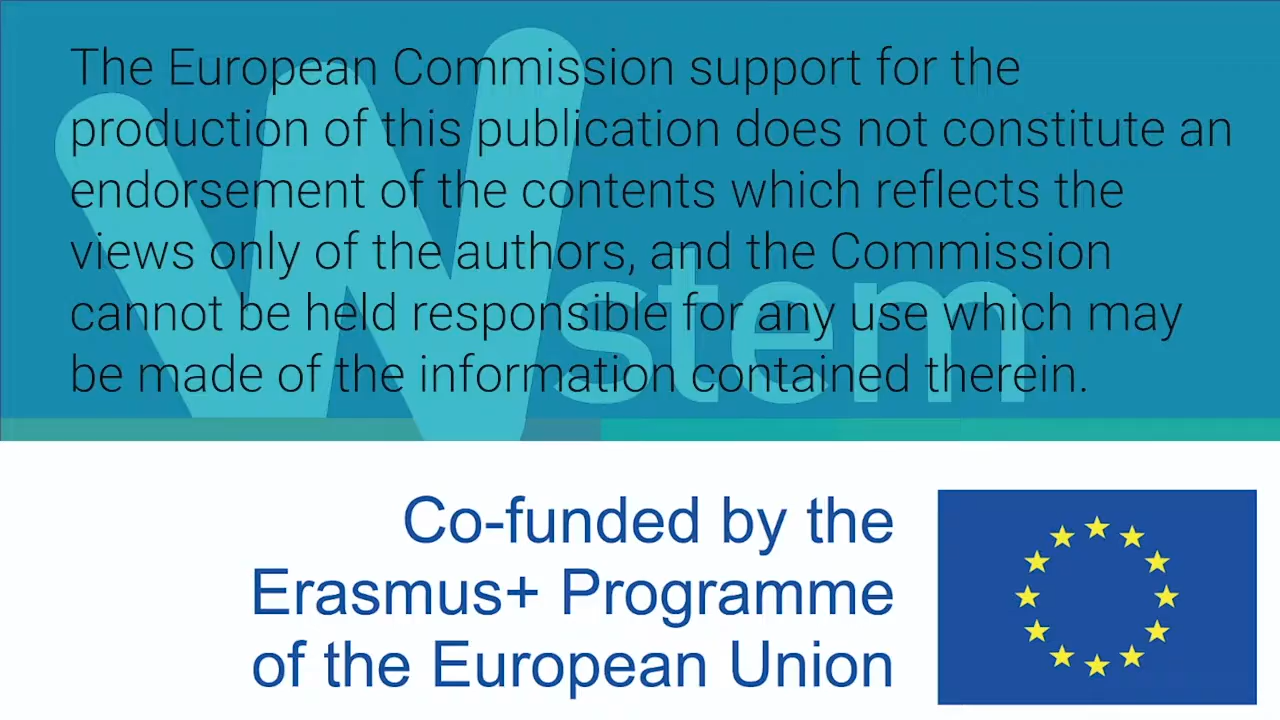 The European Commission support for the
production of this publication does not constitute an
endorsement of the contents which reflects the
views only of the authors, and the Commission
cannot be held responsible for any use which may
be made of the information contained therein.
Wstem
Co-funded by the
Erasmus+ Programme
of the European Union